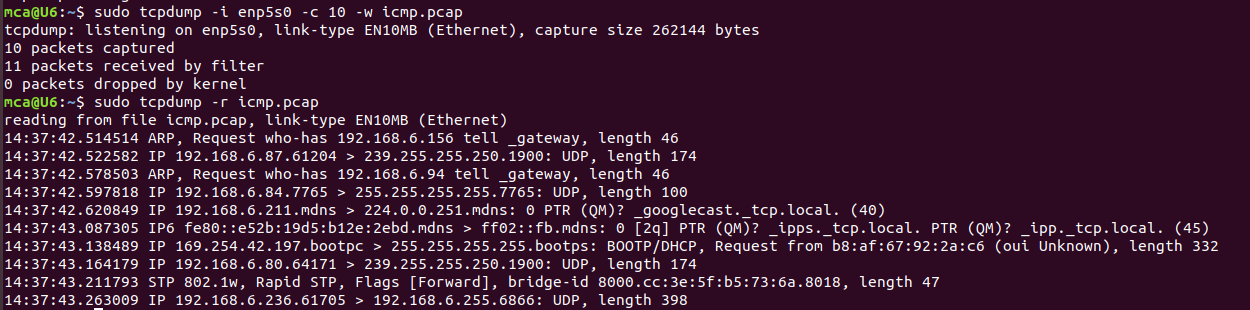 mca@U6:~$ sudo tcpdump -i enp5s0 -c 10 -w icmp.pcap
tcpdump: listening on enp5s0, link-type EN10MB (Ethernet), capture size 262144 bytes
10 packets captured
11 packets received by filter
0 packets dropped by kernel
mca@U6:~$ sudo tcpdump -r icmp.pcap
reading from file icmp.pcap, link-type EN10MB (Ethernet)
14:37:42.514514 ARP, Request who-has 192.168.6.156 tell _gateway, length 46
14:37:42.522582 IP 192.168.6.87.61204 > 239.255.255.250.1900: UDP, length 174
14:37:42.578503 ARP, Request who-has 192.168.6.94 tell _gateway, length 46
14:37:42.597818 IP 192.168.6.84.7765 > 255.255.255.255.7765: UDP, length 100
14:37:42.620849 IP 192.168.6.211.mdns > 224.0.0.251.mdns: 0 PTR (QM)? _googlecast._tcp.local. (40)
14:37:43.087305 IP6 fe80::e52b:19d5:b12e:2ebd.mdns > ff02::fb.mdns: 0 [2q] PTR (QM)? _ipps._tcp.local. PTR (QM)? _ipp._tcp.local. (45)
14:37:43.138489 IP 169.254.42.197.bootpc > 255.255.255.255.bootps: BOOTP/DHCP, Request from b8:af:67:92:2a:c6 (oui Unknown), length 332
14:37:43.164179 IP 192.168.6.80.64171 > 239.255.255.250.1900: UDP, length 174
14:37:43.211793 STP 802.1w, Rapid STP, Flags [Forward], bridge-id 8000.cc:3e:5f:b5:73:6a.8018, length 47
14:37:43.263009 IP 192.168.6.236.61705 > 192.168.6.255.6866: UDP, length 398